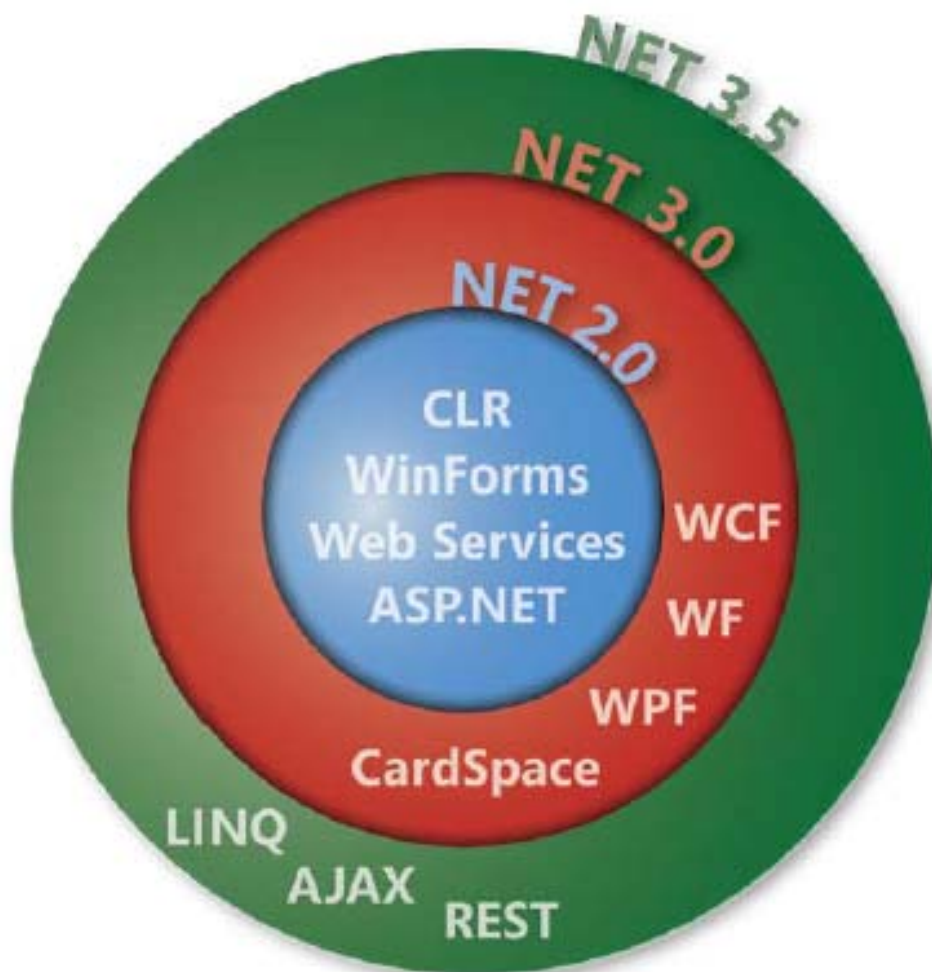 NET 3.5
NET 3.0
NET 2.0
CLR
WinForms
Web Services
ASP.NET
WCF
WF
WPF
CardSpace
LINQ
AJAX
REST